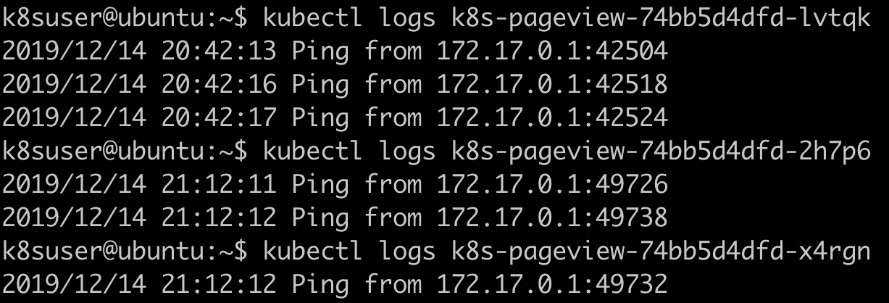 k8suser@ubuntu:~$ kubectl logs k8s-pageview-74bb5d4dfd-lvtqk
2019/12/14 20:42:13 Ping from 172.17.0.1:42504
2019/12/14 20:42:16 Ping from 172.17.0.1:42518
2019/12/14 20:42:17 Ping from 172.17.0.1:42524
k8suser@ubuntu:~$ kubectl logs k8s-pageview-74bb5d4dfd-2h7p6
2019/12/14 21:12:11 Ping from 172.17.0.1:49726
2019/12/14 21:12:12 Ping from 172.17.0.1:49738
k8suser@ubuntu:~$ kubectl logs k8s-pageview-74bb5d4dfd-x4rgn
2019/12/14 21:12:12 Ping from 172.17.0.1:49732